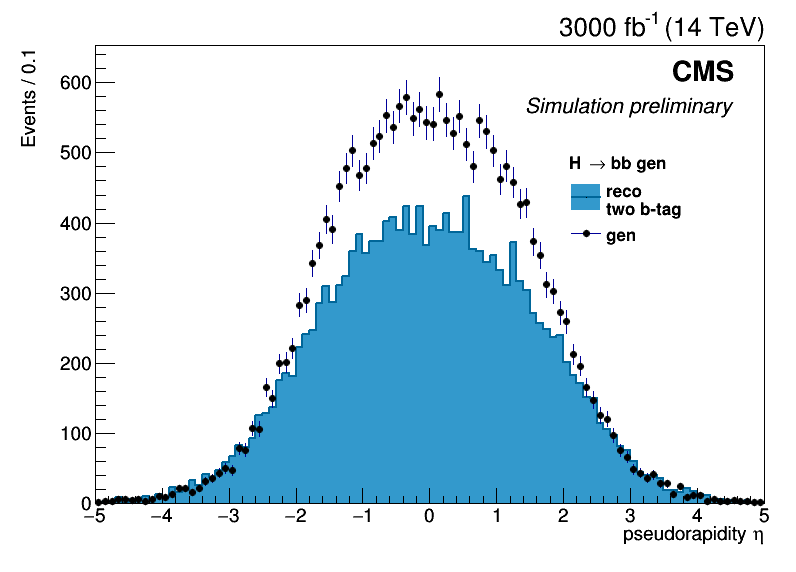 3000 fb⁻¹ (14 TeV)
Events / 0.1
600
500
400
300
200
100
0
CMS
Simulation preliminary
H → bb gen
reco
two b-tag
gen
−5 −4 −3 −2 −1 0 1 2 3 4 5
pseudorapidity η